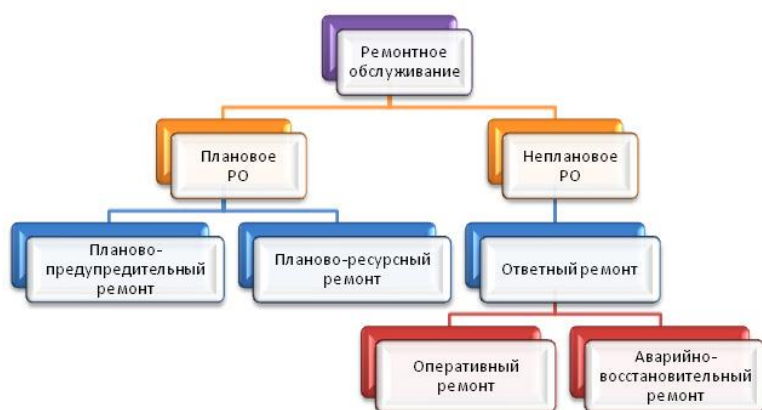 Ремонтное
обслуживание
Плановое
РО
Неплановое
РО
Планово-
предупредительный
ремонт
Планово-ресурсный
ремонт
Ответный ремонт
Оперативный
ремонт
Аварийно-
восстановительный
ремонт